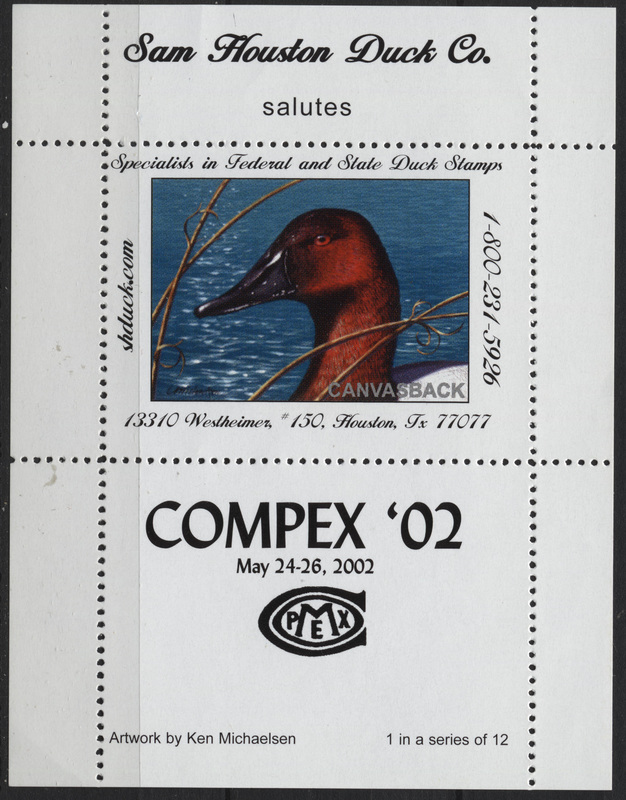 Sam Houston Duck Co.
salutes
Specialists in Federal and State Duck Stamps
shduck.com
1-800-231-5926
CANVASBACK
13310 Westheimer, #150, Houston, Tx 77077
COMPEX ‘02
May 24-26, 2002
COMPEX
Artwork by Ken Michaelsen
1 in a series of 12